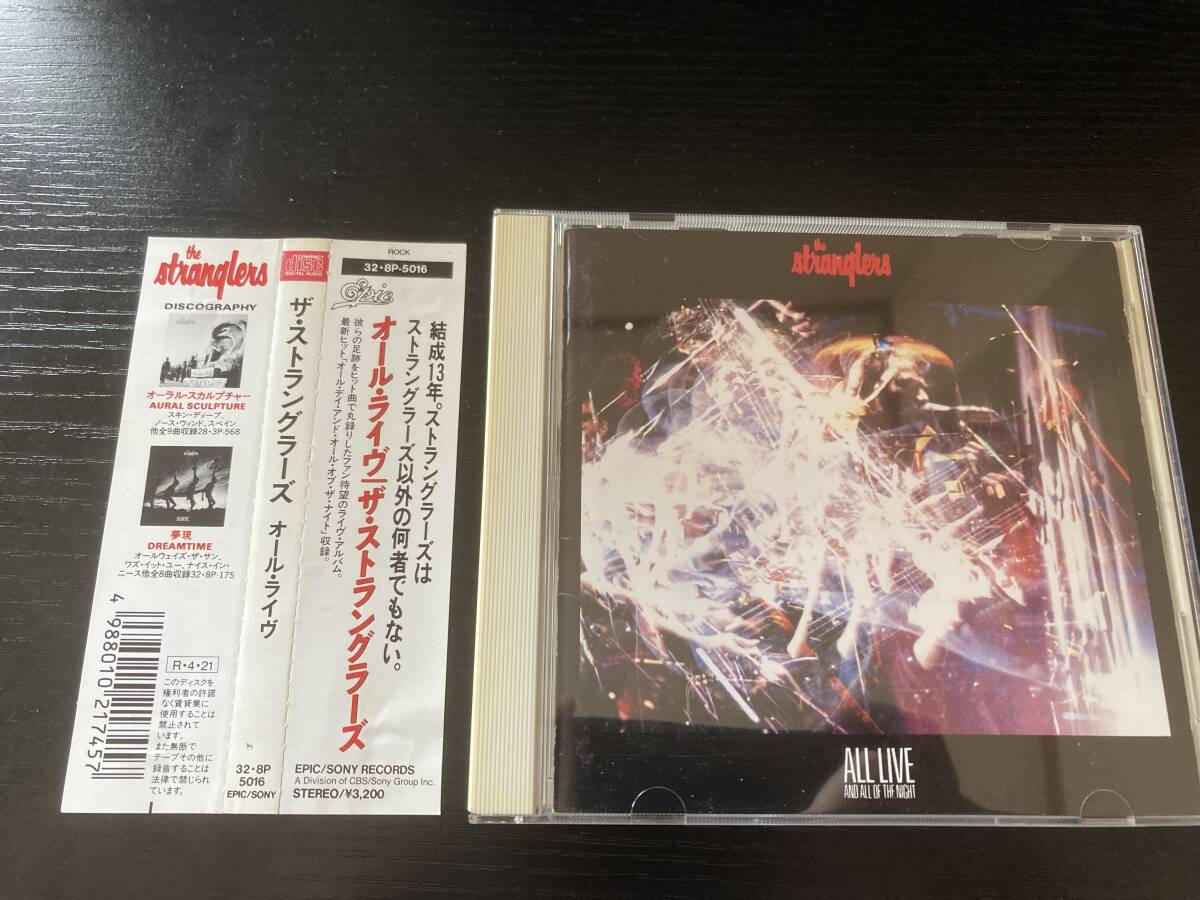 the
stranglers
DISCOGRAPHY
オーラル・スカルプチャー
AURAL SCULPTURE
スキン・ディープ、
ノース・ウィンド、スペイン
他全9曲収録28・3P-568
夢現
DREAMTIME
オールウェイズ・ザ・サン、
ワズ・イット・ユー、ナイス・イン・
ニース他全8曲収録32・8P-175
4 988010 217457
R・4・21
このディスクを
権利者の許諾
なく賃貸業に
使用することは
禁止されて
います。
また無断で
テープその他に
録音することは
法律で禁じられ
ています。
COMPACT
disc
DIGITAL AUDIO
ザ・ストラングラーズ オール・ライヴ
32・8P
5016
EPIC/SONY
ROCK
32・8P-5016
Epic
結成13年。ストラングラーズは
ストラングラーズ以外の何者でもない。
オール・ライヴ/ザ・ストラングラーズ
彼らの足跡をヒット曲で丸録りしたファン待望のライヴ・アルバム。
最新ヒット「オール・デイ・アンド・オール・オブ・ザ・ナイト」収録。
EPIC/SONY RECORDS
A Division of CBS/Sony Group Inc.
STEREO/¥3,200
the
stranglers
ALL LIVE
AND ALL OF THE NIGHT